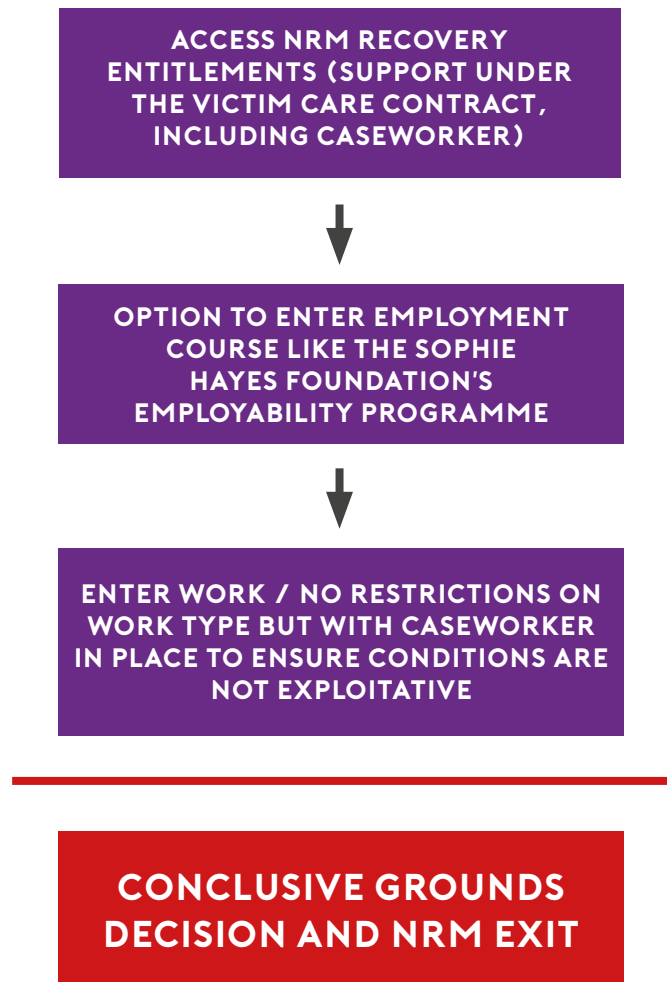 ACCESS NRM RECOVERY
ENTITLEMENTS (SUPPORT UNDER
THE VICTIM CARE CONTRACT,
INCLUDING CASEWORKER)
OPTION TO ENTER EMPLOYMENT
COURSE LIKE THE SOPHIE
HAYES FOUNDATION'S
EMPLOYABILITY PROGRAMME
ENTER WORK / NO RESTRICTIONS ON
WORK TYPE BUT WITH CASEWORKER
IN PLACE TO ENSURE CONDITIONS ARE
NOT EXPLOITATIVE
CONCLUSIVE GROUNDS
DECISION AND NRM EXIT